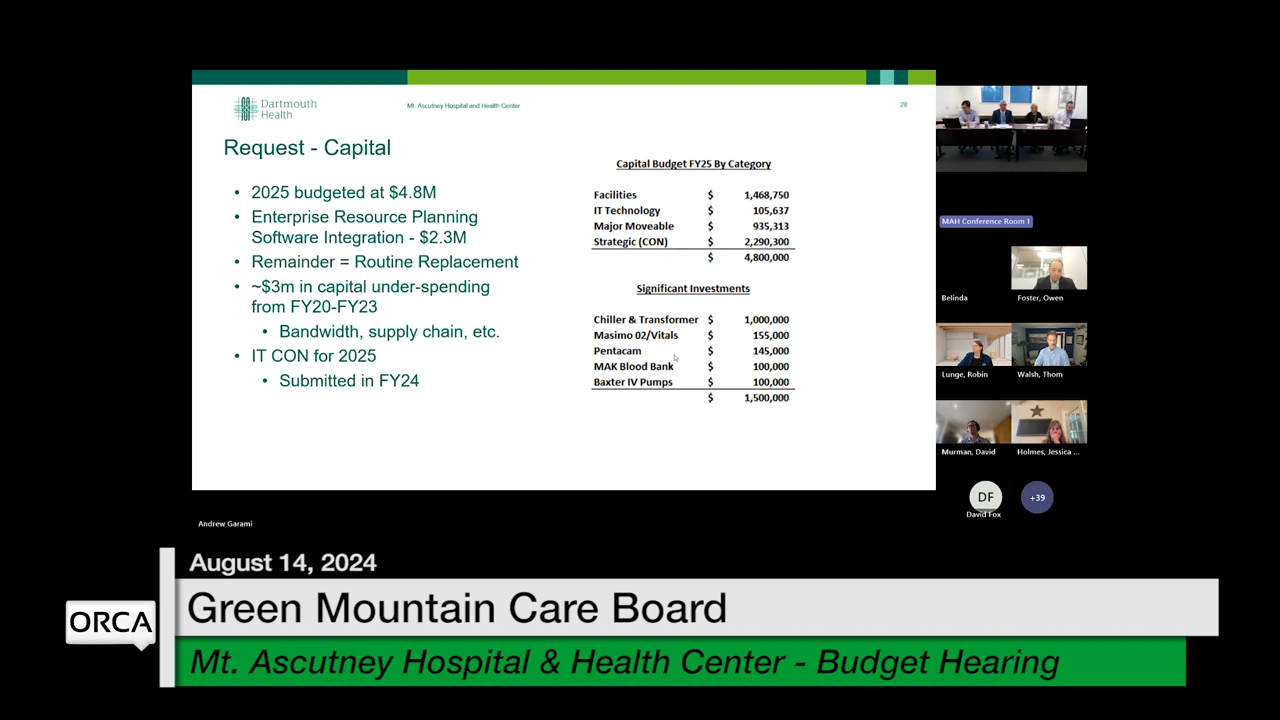 Dartmouth
Health
Mt. Ascutney Hospital and Health Center
28
Request - Capital
• 2025 budgeted at $4.8M
• Enterprise Resource Planning
Software Integration - $2.3M
• Remainder = Routine Replacement
• ~$3m in capital under-spending
from FY20-FY23
• Bandwidth, supply chain, etc.
• IT CON for 2025
• Submitted in FY24
Capital Budget FY25 By Category
Facilities $ 1,468,750
IT Technology $ 105,637
Major Moveable $ 935,313
Strategic (CON) $ 2,290,300
$ 4,800,000
Significant Investments
Chiller & Transformer $ 1,000,000
Masimo 02/Vitals $ 155,000
Pentacam $ 145,000
MAK Blood Bank $ 100,000
Baxter IV Pumps $ 100,000
$ 1,500,000
MAH Conference Room 1
Belinda
Foster, Owen
Lunge, Robin
Walsh, Thom
Murman, David
Holmes, Jessica ...
DF
+39
David Fox
Andrew Garami
August 14, 2024
ORCA
Green Mountain Care Board
Mt. Ascutney Hospital & Health Center - Budget Hearing